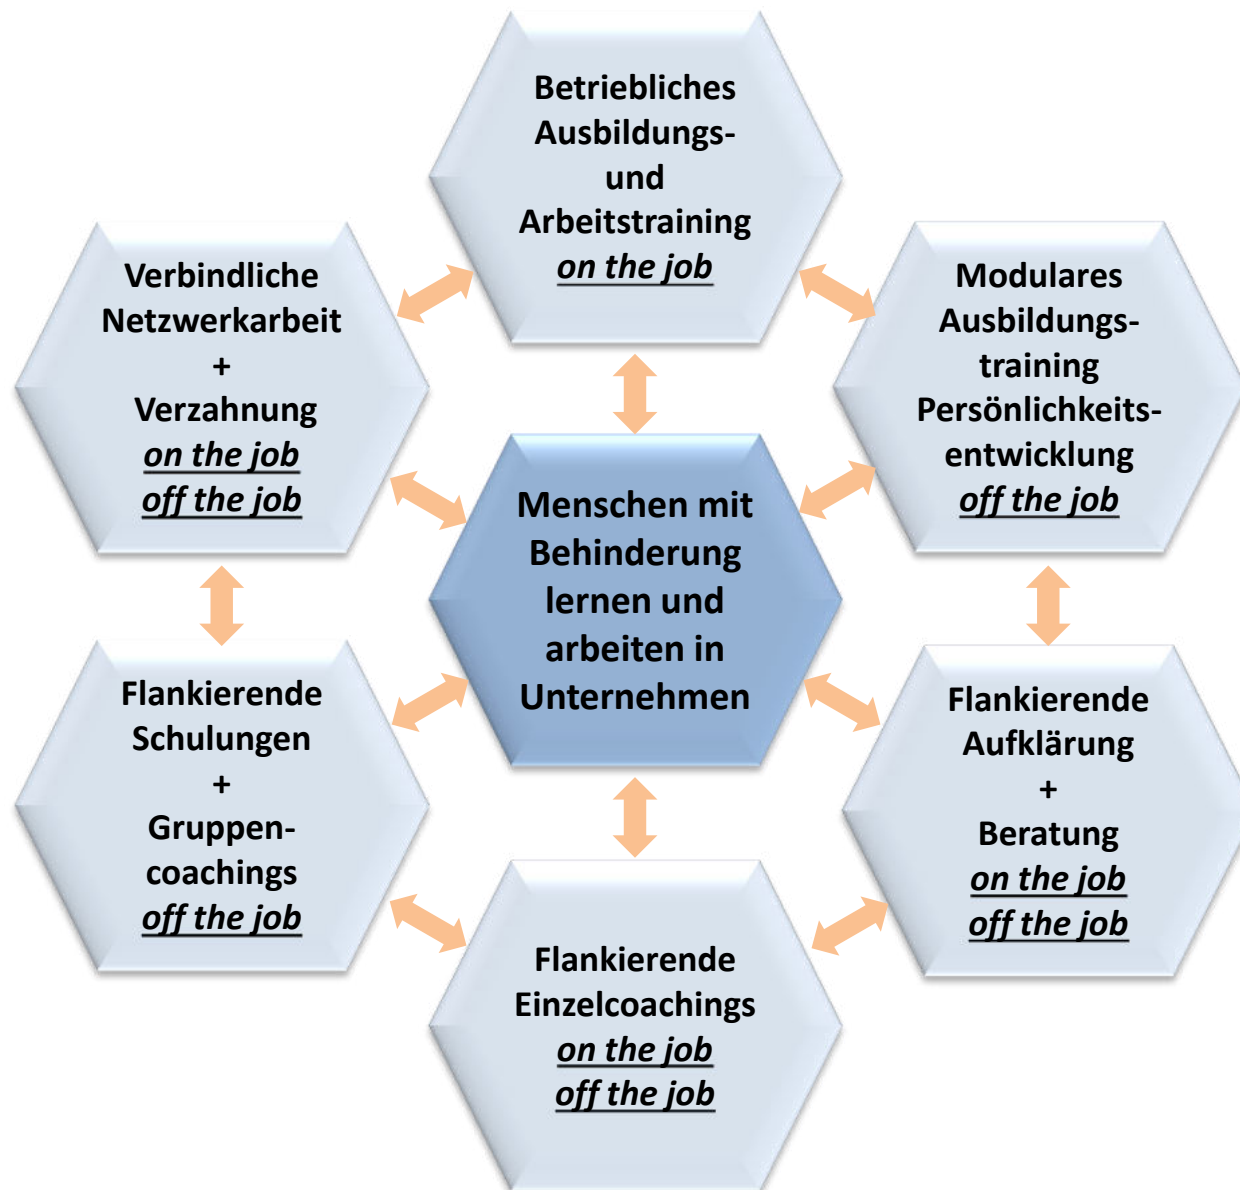 Betriebliches
Ausbildungs-
und
Arbeitstraining
on the job
Verbindliche
Netzwerkarbeit
+
Verzahnung
on the job
off the job
Modulares
Ausbildungs-
training
Persönlichkeits-
entwicklung
off the job
Menschen mit
Behinderung
lernen und
arbeiten in
Unternehmen
Flankierende
Schulungen
+
Gruppen-
coachings
off the job
Flankierende
Aufklärung
+
Beratung
on the job
off the job
Flankierende
Einzelcoachings
on the job
off the job